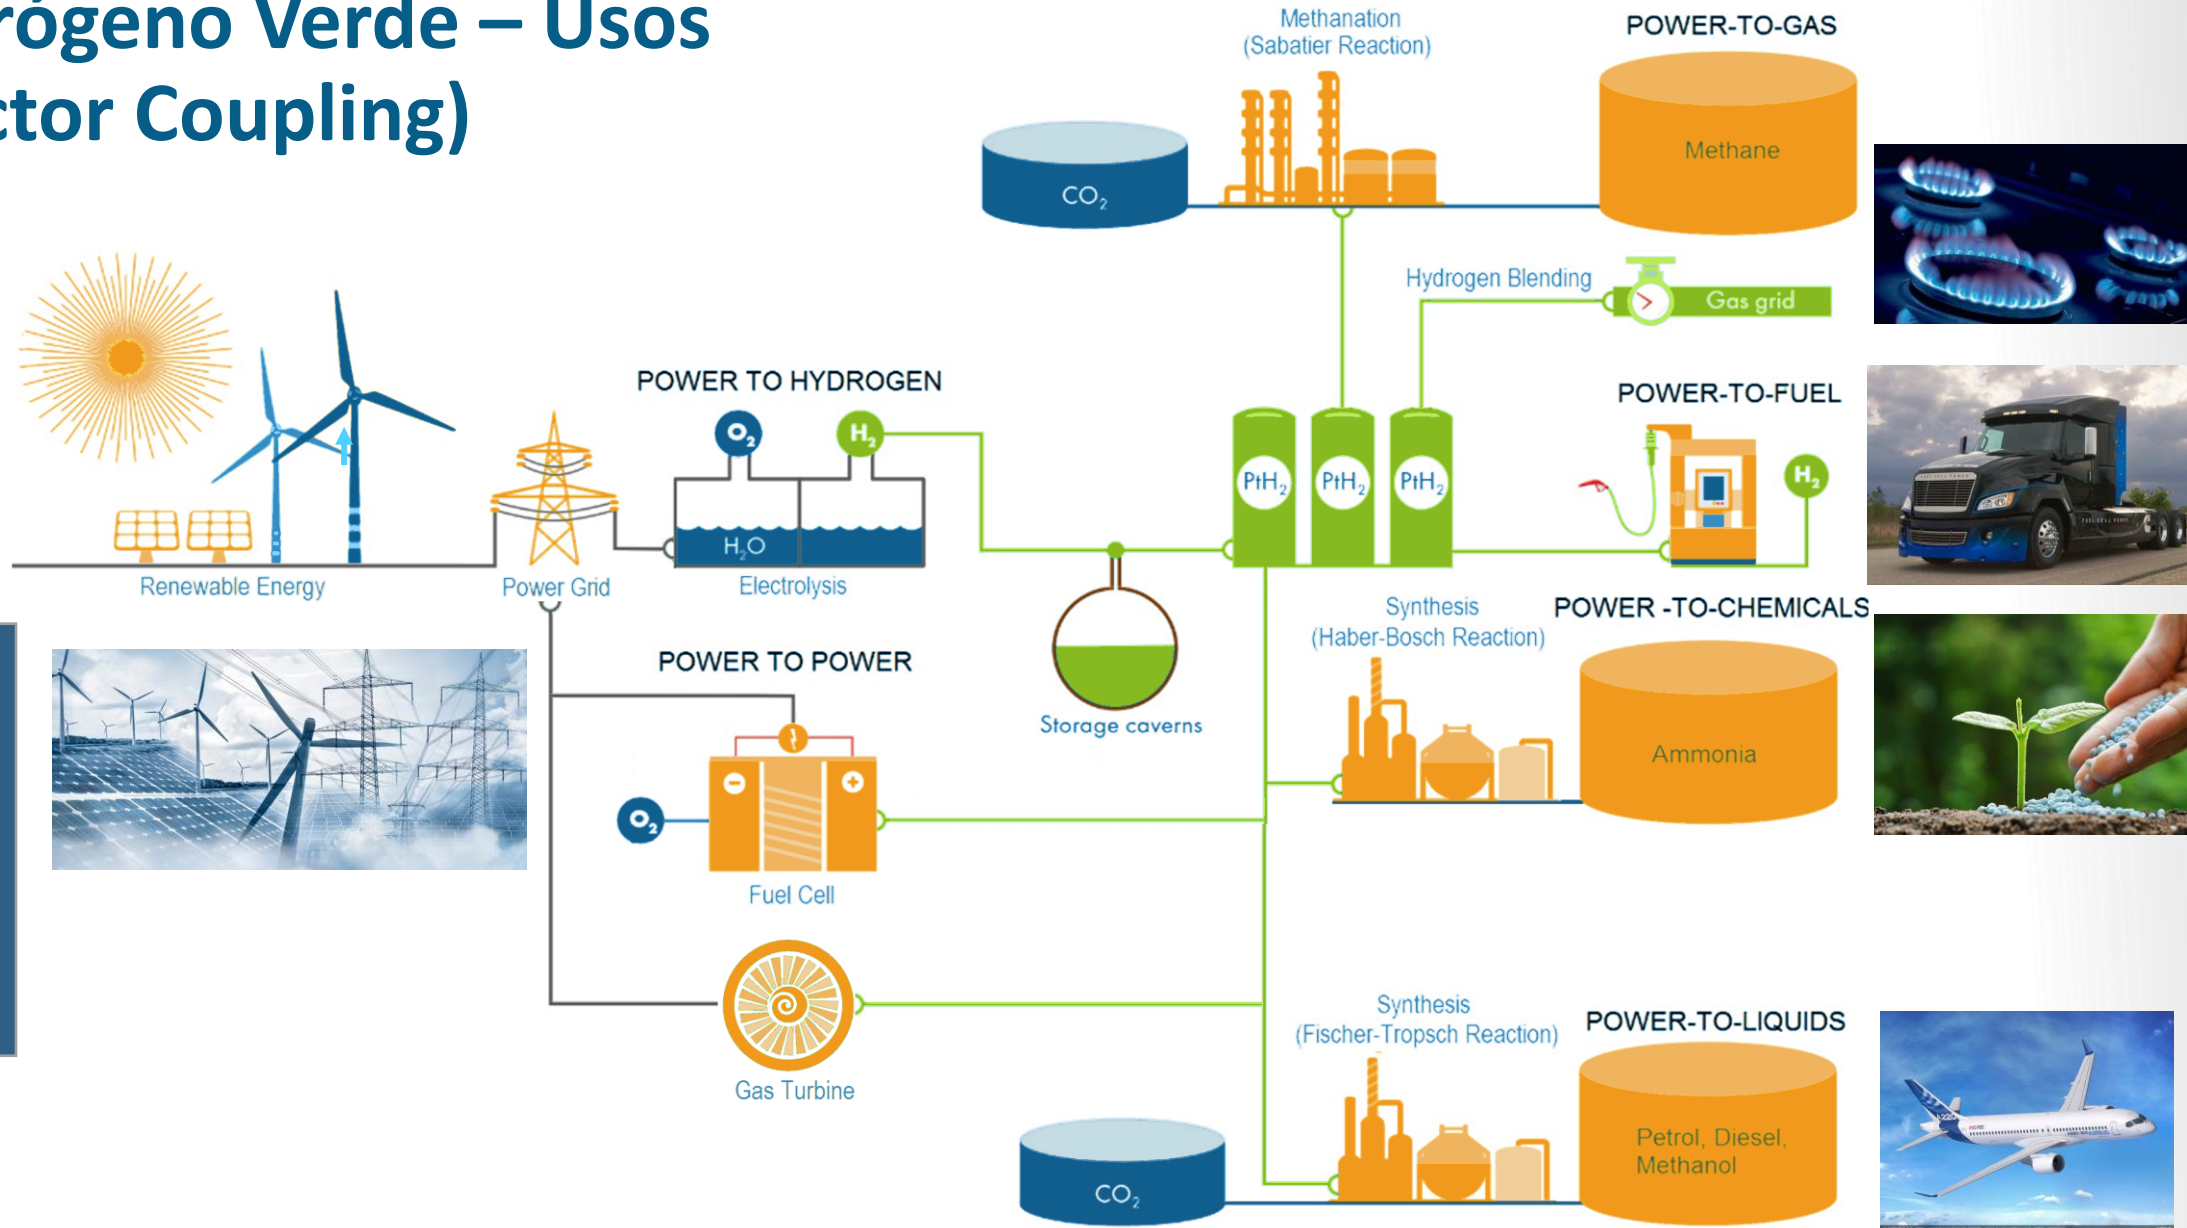 rógeno Verde – Usos
ctor Coupling)
Methanation
(Sabatier Reaction)
POWER-TO-GAS
CO₂
Methane
Hydrogen Blending
Gas grid
POWER TO HYDROGEN
O₂
H₂
H₂O
Electrolysis
Renewable Energy
Power Grid
PtH₂
PtH₂
PtH₂
POWER-TO-FUEL
H₂
Storage caverns
Synthesis
(Haber-Bosch Reaction)
POWER -TO-CHEMICALS
Ammonia
POWER TO POWER
O₂
Fuel Cell
Gas Turbine
Synthesis
(Fischer-Tropsch Reaction)
POWER-TO-LIQUIDS
CO₂
Petrol, Diesel,
Methanol